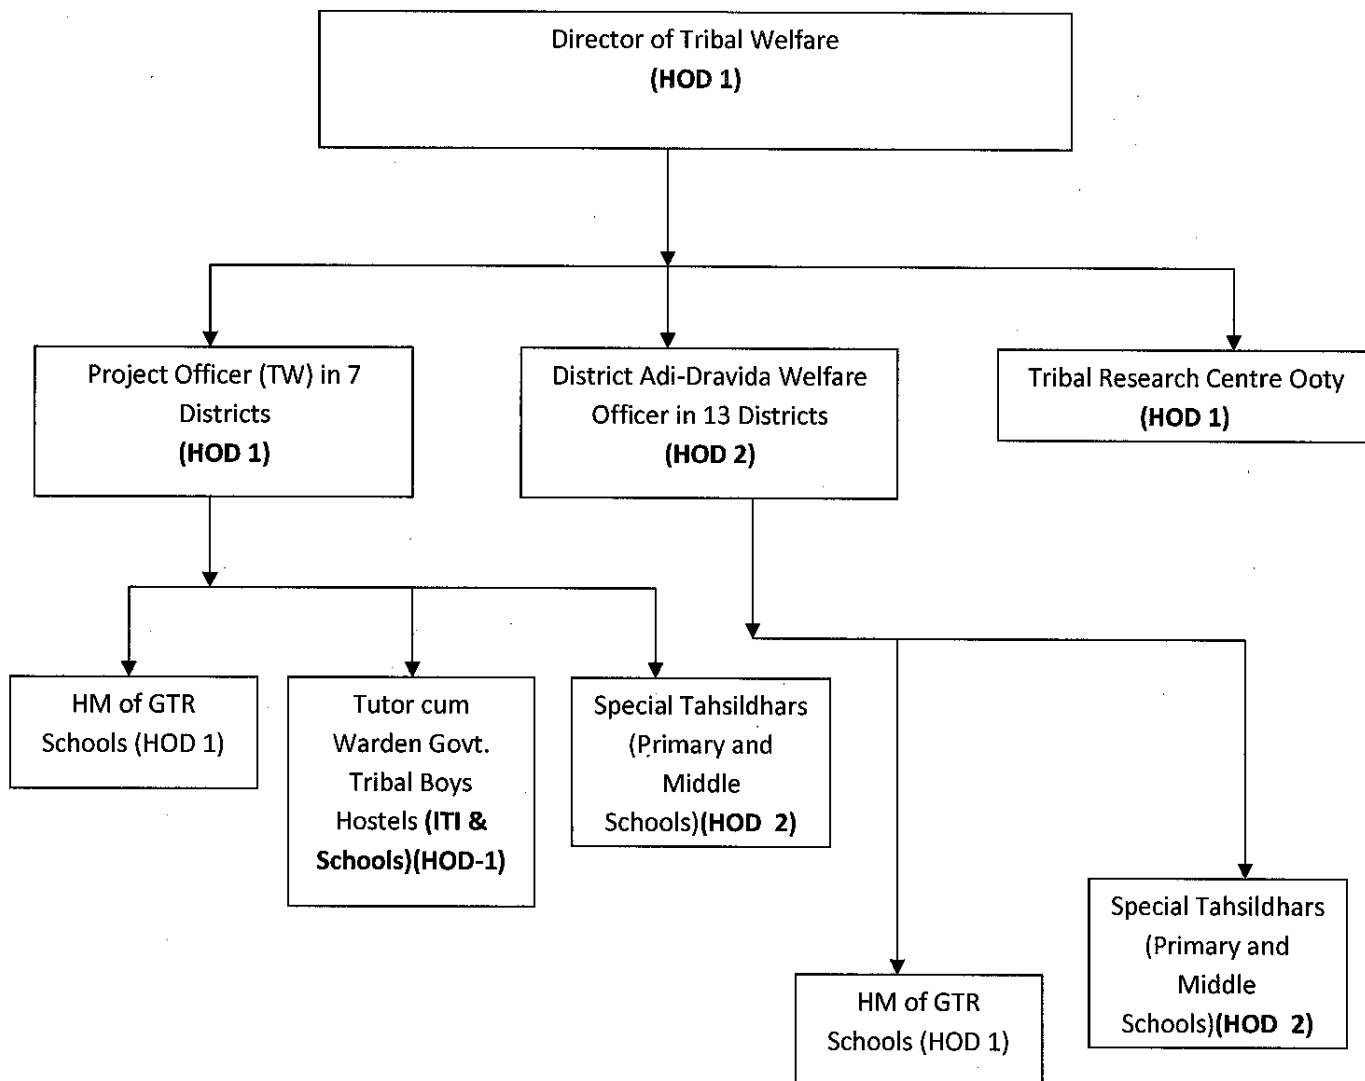 Director of Tribal Welfare
(HOD 1)
Project Officer (TW) in 7
Districts
(HOD 1)
District Adi-Dravida Welfare
Officer in 13 Districts
(HOD 2)
Tribal Research Centre Ooty
(HOD 1)
HM of GTR
Schools (HOD 1)
Tutor cum
Warden Govt.
Tribal Boys
Hostels (ITI &
Schools)(HOD-1)
Special Tahsildhars
(Primary and
Middle
Schools)(HOD 2)
HM of GTR
Schools (HOD 1)
Special Tahsildhars
(Primary and
Middle
Schools)(HOD 2)